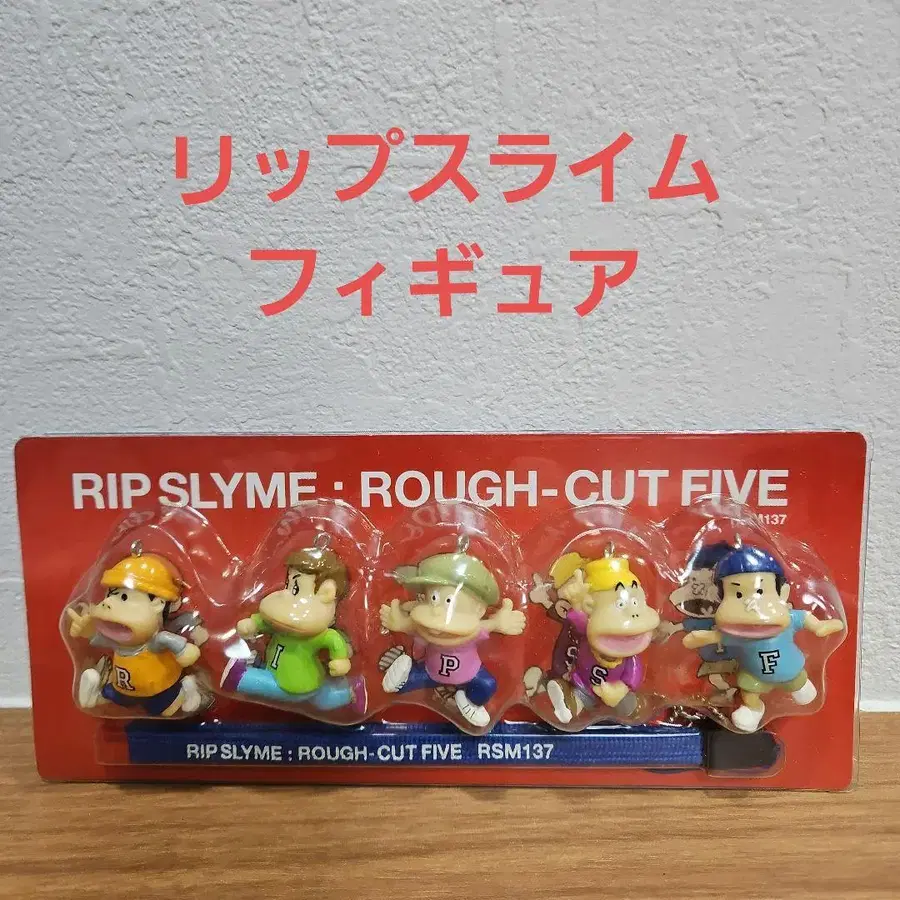 リップスライム
フィギュア
RIP SLYME : ROUGH-CUT FIVE
RSM137
R
I
P
S
F
RIP SLYME : ROUGH-CUT FIVE RSM137